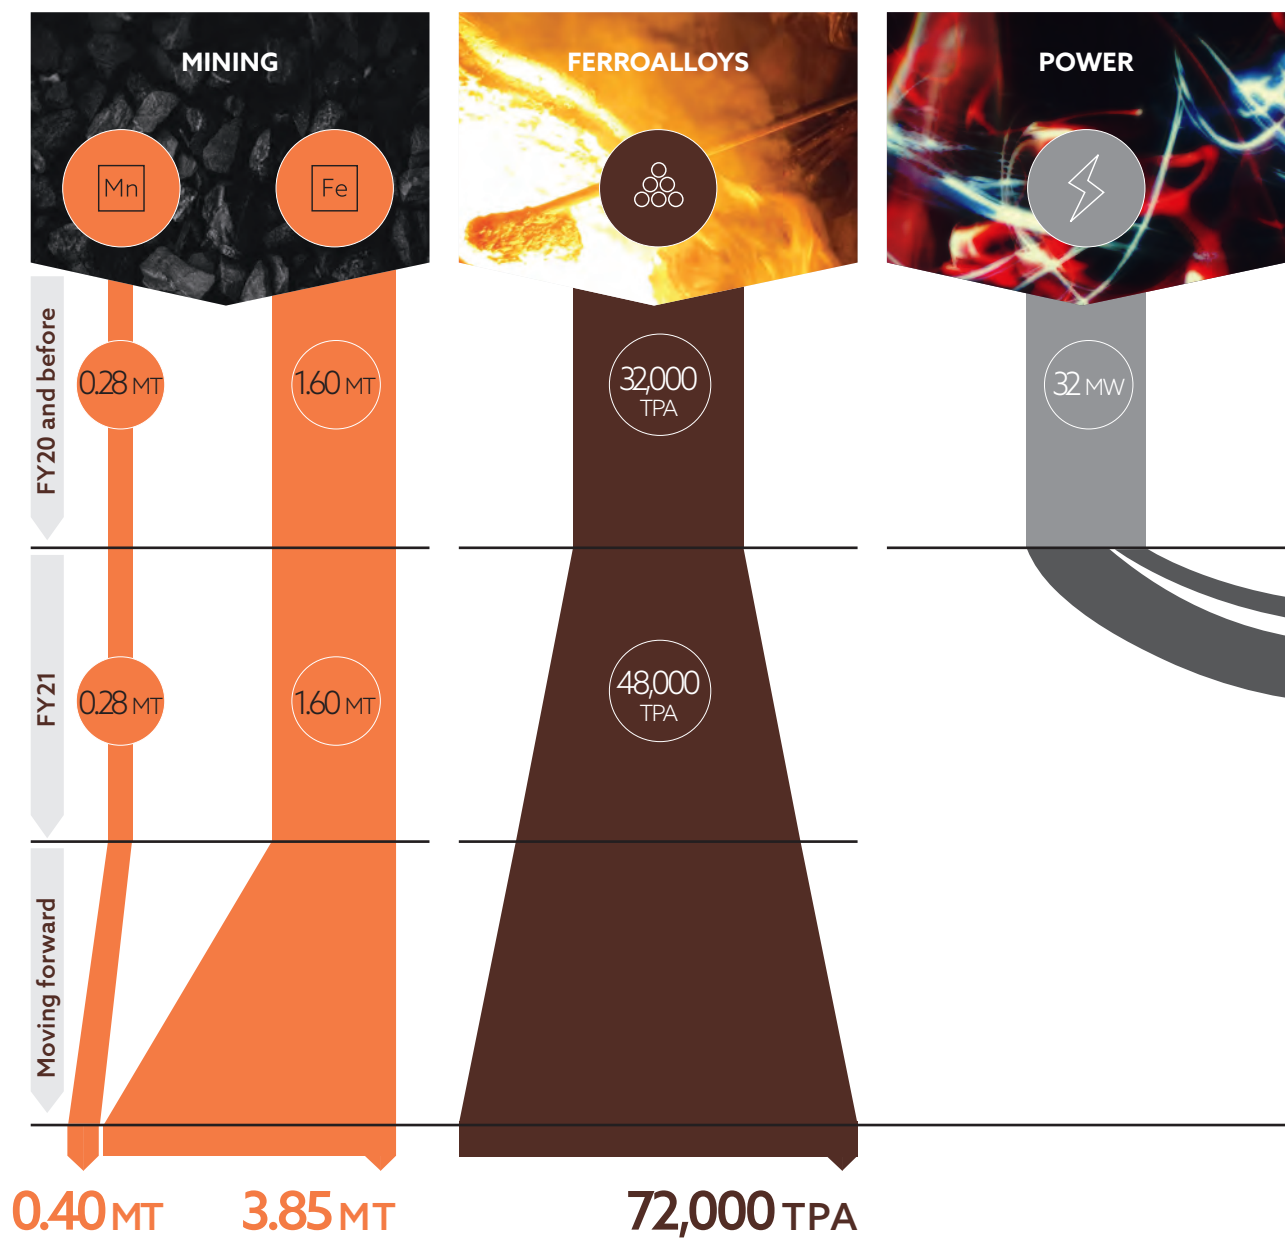 MINING
FERROALLOYS
POWER
Mn
Fe
FY20 and before
0.28 MT
1.60 MT
32,000
TPA
32 MW
FY21
0.28 MT
1.60 MT
48,000
TPA
Moving forward
0.40 MT
3.85 MT
72,000 TPA